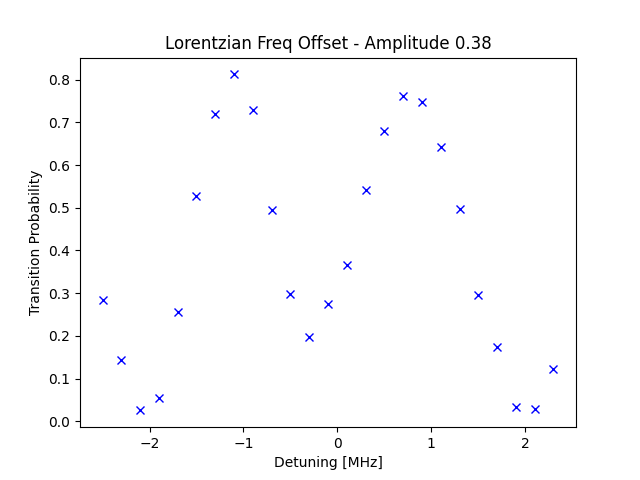 Lorentzian Freq Offset - Amplitude 0.38
Transition Probability
0.8
0.7
0.6
0.5
0.4
0.3
0.2
0.1
0.0
−2 −1 0 1 2
Detuning [MHz]